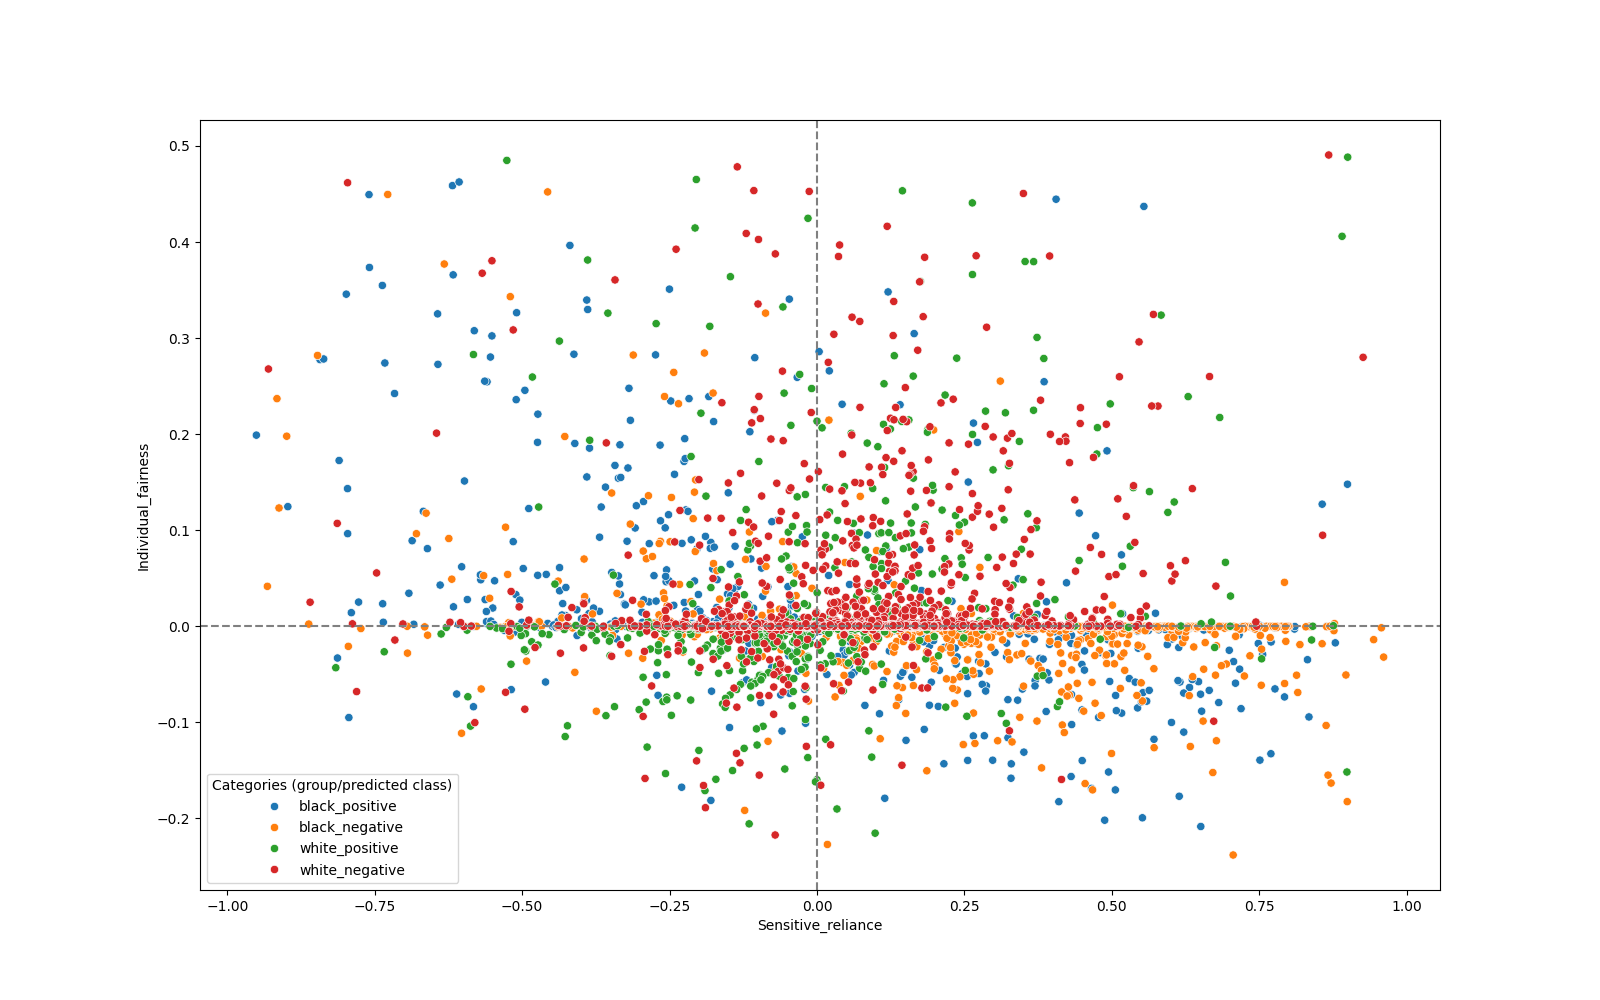 0.5
0.4
0.3
0.2
0.1
0.0
−0.1
−0.2
Individual_fairness
Categories (group/predicted class)
black_positive
black_negative
white_positive
white_negative
−1.00 −0.75 −0.50 −0.25 0.00 0.25 0.50 0.75 1.00
Sensitive_reliance